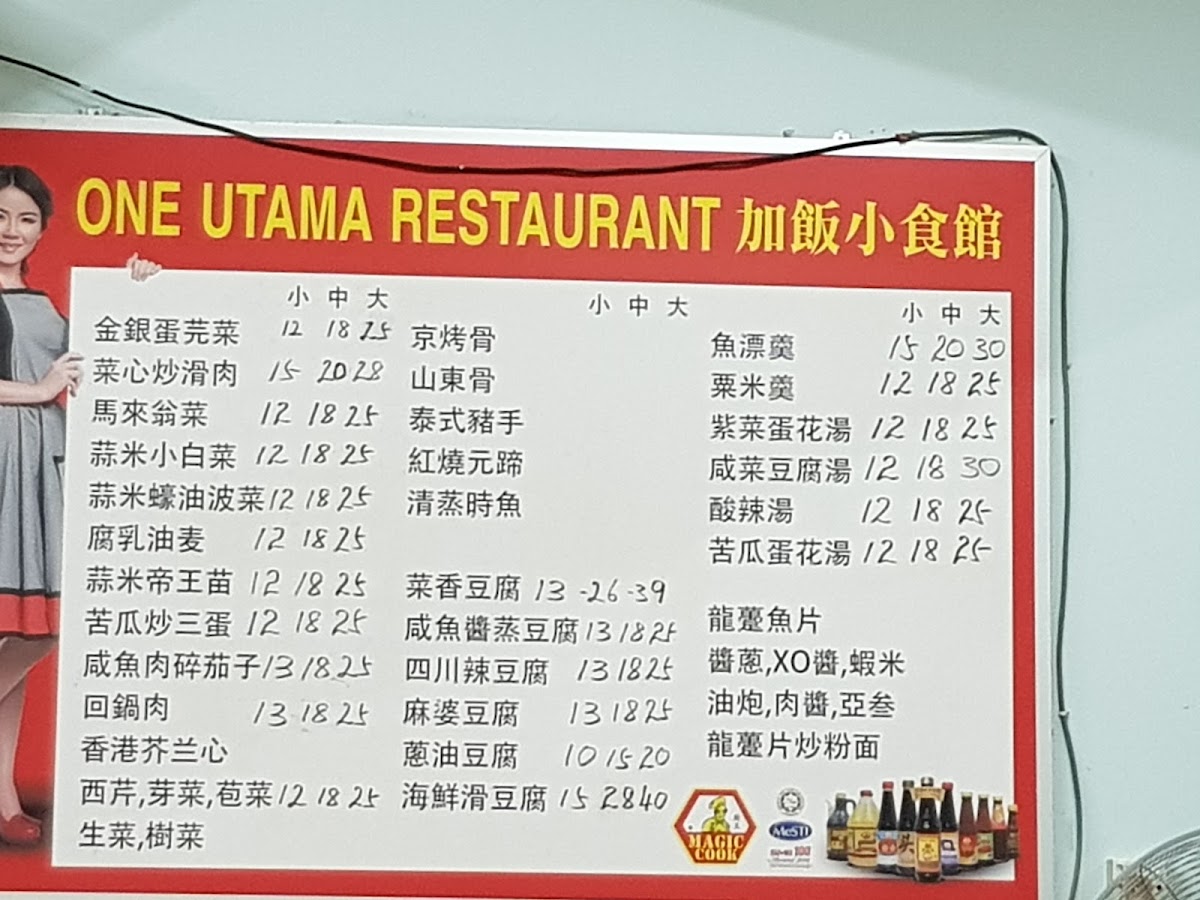 ONE UTAMA RESTAURANT 加飯小食館
小 中 大
金銀蛋芫菜 12 18 25
菜心炒滑肉 15 20 28
馬來翁菜 12 18 25
蒜米小白菜 12 18 25
蒜米蠔油波菜 12 18 25
腐乳油麦 12 18 25
蒜米帝王苗 12 18 25
苦瓜炒三蛋 12 18 25
咸魚肉碎茄子 13 18 25
回鍋肉 13 18 25
香港芥兰心
西芹,芽菜,苞菜 12 18 25
生菜,樹菜
小 中 大
京烤骨
山東骨
泰式豬手
紅燒元蹄
清蒸時魚
菜香豆腐 13 -26 -39
咸魚醬蒸豆腐 13 18 25
四川辣豆腐 13 18 25
麻婆豆腐 13 18 25
蔥油豆腐 10 15 20
海鮮滑豆腐 15 28 40
小 中 大
魚漂羹 15 20 30
粟米羹 12 18 25
紫菜蛋花湯 12 18 25
咸菜豆腐湯 12 18 30
酸辣湯 12 18 25
苦瓜蛋花湯 12 18 25
龍躉魚片
醬蔥,XO醬,蝦米
油炮,肉醬,亞叁
龍躉片炒粉面
MAGIC
COOK
MeSTI